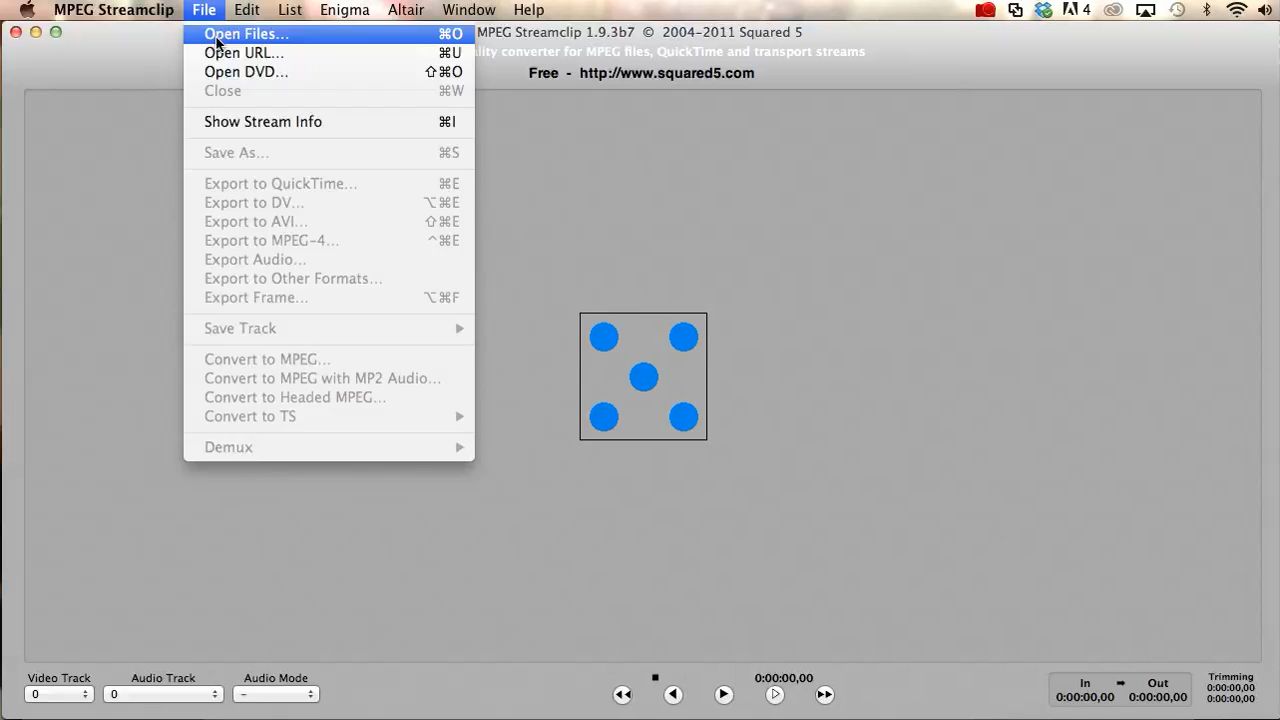 MPEG Streamclip File Edit List Enigma Altair Window Help 4
MPEG Streamclip 1.9.3b7 © 2004-2011 Squared 5
converter for MPEG files, QuickTime and transport streams
Free - http://www.squared5.com
Open Files... ⌘O
Open URL... ⌘U
Open DVD... ⇧⌘O
Close ⌘W
Show Stream Info ⌘I
Save As... ⌘S
Export to QuickTime... ⌘E
Export to DV... ⌥⌘E
Export to AVI... ⇧⌘E
Export to MPEG-4... ^⌘E
Export Audio...
Export to Other Formats...
Export Frame... ⌥⌘F
Save Track
Convert to MPEG...
Convert to MPEG with MP2 Audio...
Convert to Headed MPEG...
Convert to TS
Demux
Video Track Audio Track Audio Mode
0 0 –
0:00:00,00
In ➡ Out
0:00:00,00 0:00:00,00
Trimming
0:00:00,00
0:00:00,00